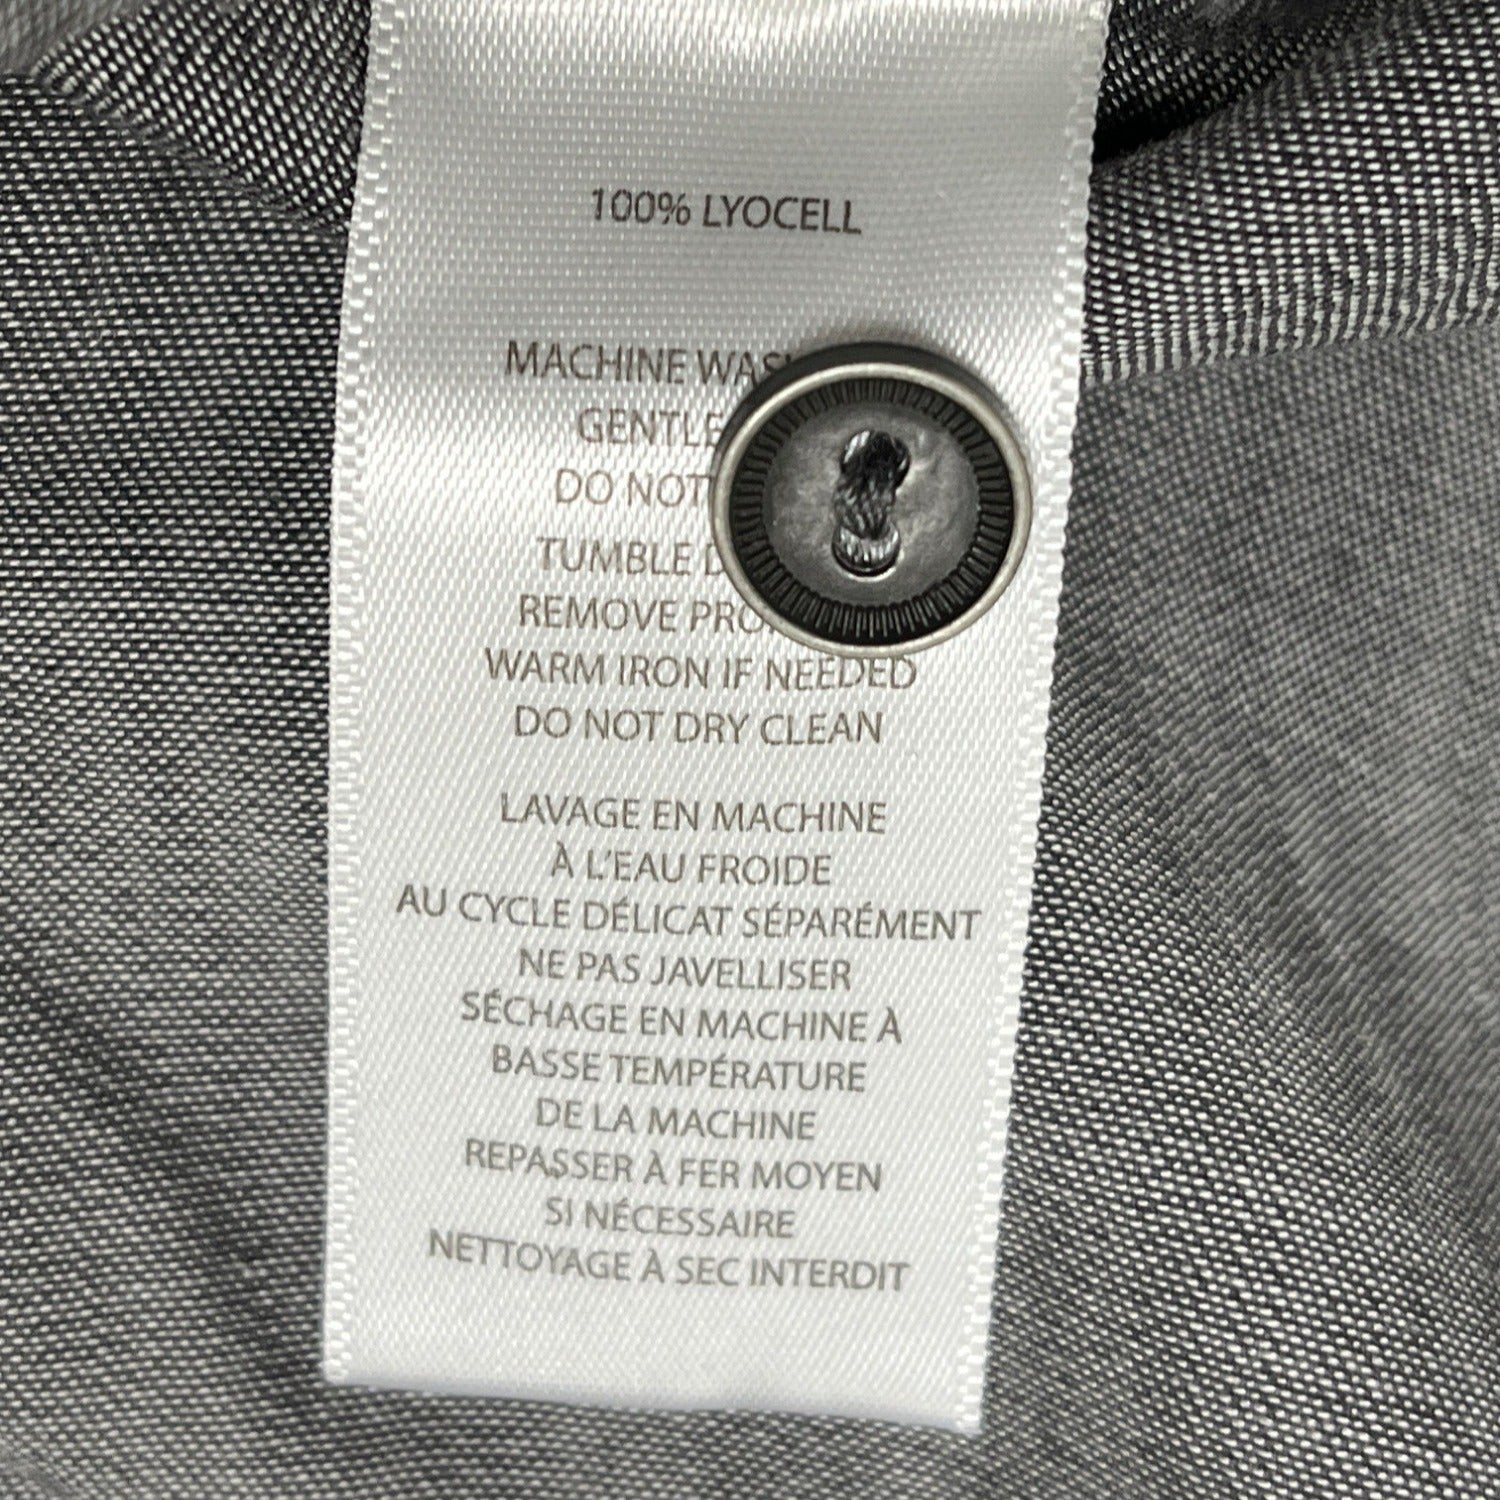 100% LYOCELL
MACHINE
GENTLE
DO NOT
TUMBLE
REMOVE
WARM IRON IF NEEDED
DO NOT DRY CLEAN
LAVAGE EN MACHINE
À L'EAU FROIDE
AU CYCLE DÉLICAT SÉPARÉMENT
NE PAS JAVELLISER
SÉCHAGE EN MACHINE À
BASSE TEMPÉRATURE
DE LA MACHINE
REPASSER À FER MOYEN
SI NÉCESSAIRE
NETTOYAGE À SEC INTERDIT